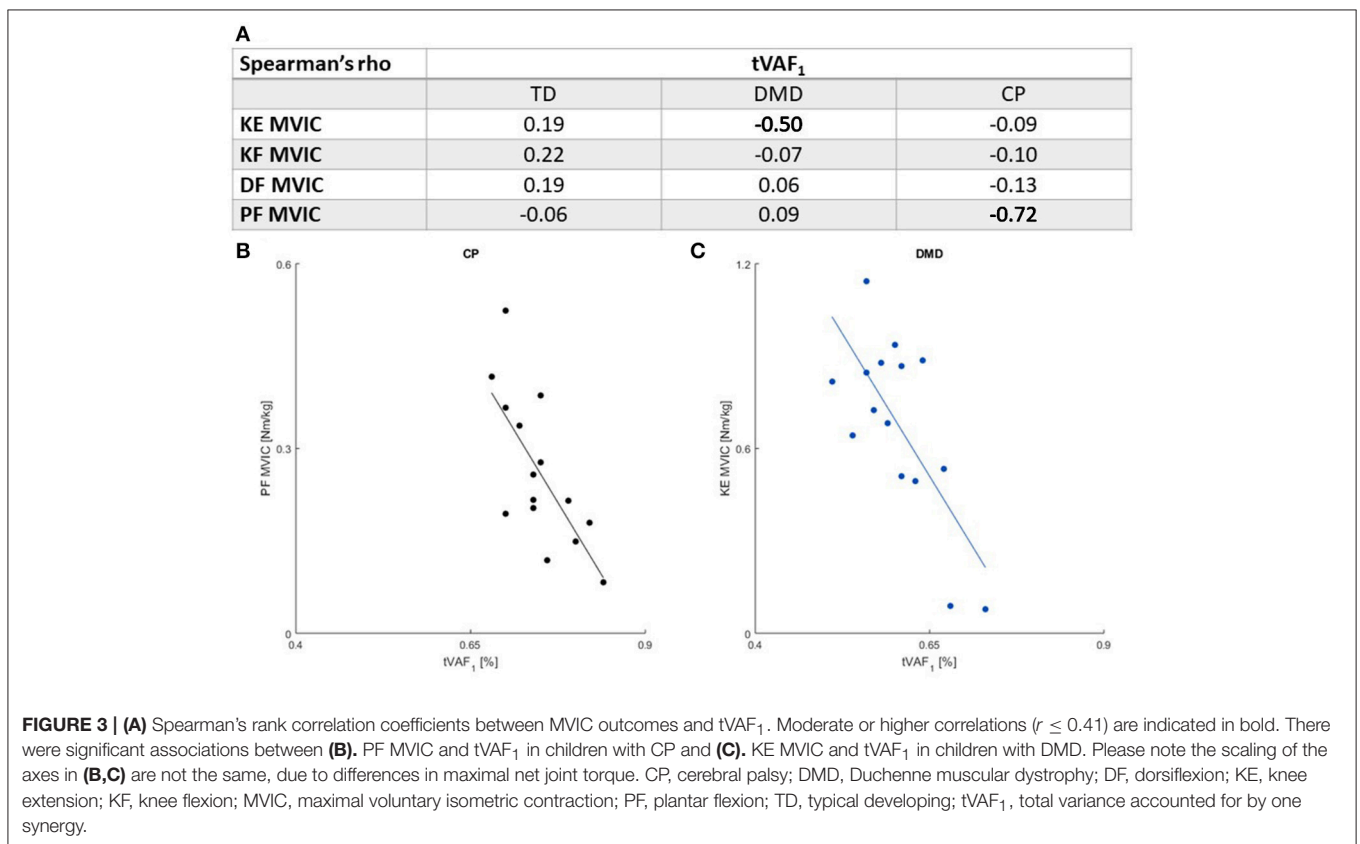 A
Spearman's rho tVAF₁
TD DMD CP
KE MVIC 0.19 -0.50 -0.09
KF MVIC 0.22 -0.07 -0.10
DF MVIC 0.19 0.06 -0.13
PF MVIC -0.06 0.09 -0.72
B
CP
0.6
0.3
0
PF MVIC [Nm/kg]
0.4 0.65 0.9
tVAF₁ [%]
C
DMD
1.2
0.6
0
KE MVIC [Nm/kg]
0.4 0.65 0.9
tVAF₁ [%]
FIGURE 3 | (A) Spearman's rank correlation coefficients between MVIC outcomes and tVAF₁. Moderate or higher correlations (r ≤ 0.41) are indicated in bold. There
were significant associations between (B). PF MVIC and tVAF₁ in children with CP and (C). KE MVIC and tVAF₁ in children with DMD. Please note the scaling of the
axes in (B,C) are not the same, due to differences in maximal net joint torque. CP, cerebral palsy; DMD, Duchenne muscular dystrophy; DF, dorsiflexion; KE, knee
extension; KF, knee flexion; MVIC, maximal voluntary isometric contraction; PF, plantar flexion; TD, typical developing; tVAF₁, total variance accounted for by one
synergy.